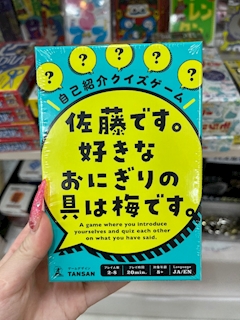 ? ? ? ? ?
自己紹介クイズゲーム
佐藤です。
好きな
おにぎりの
具は梅です。
A game where you introduce
yourselves and quiz each other
on what you have said.
TANSAN
プレイ人数 プレイ時間 対象年齢 Language
2-8 20min. 8+ JA/EN